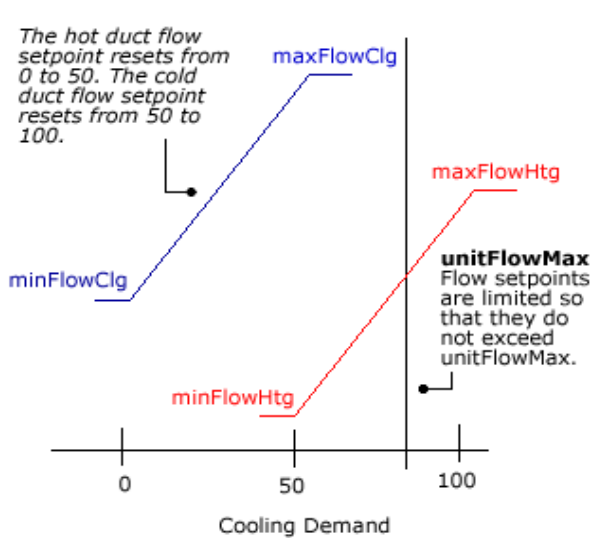 The hot duct flow
setpoint resets from
0 to 50. The cold
duct flow setpoint
resets from 50 to
100.
maxFlowClg
maxFlowHtg
minFlowClg
unitFlowMax
Flow setpoints
are limited so
that they do
not exceed
unitFlowMax.
minFlowHtg
0
50
100
Cooling Demand